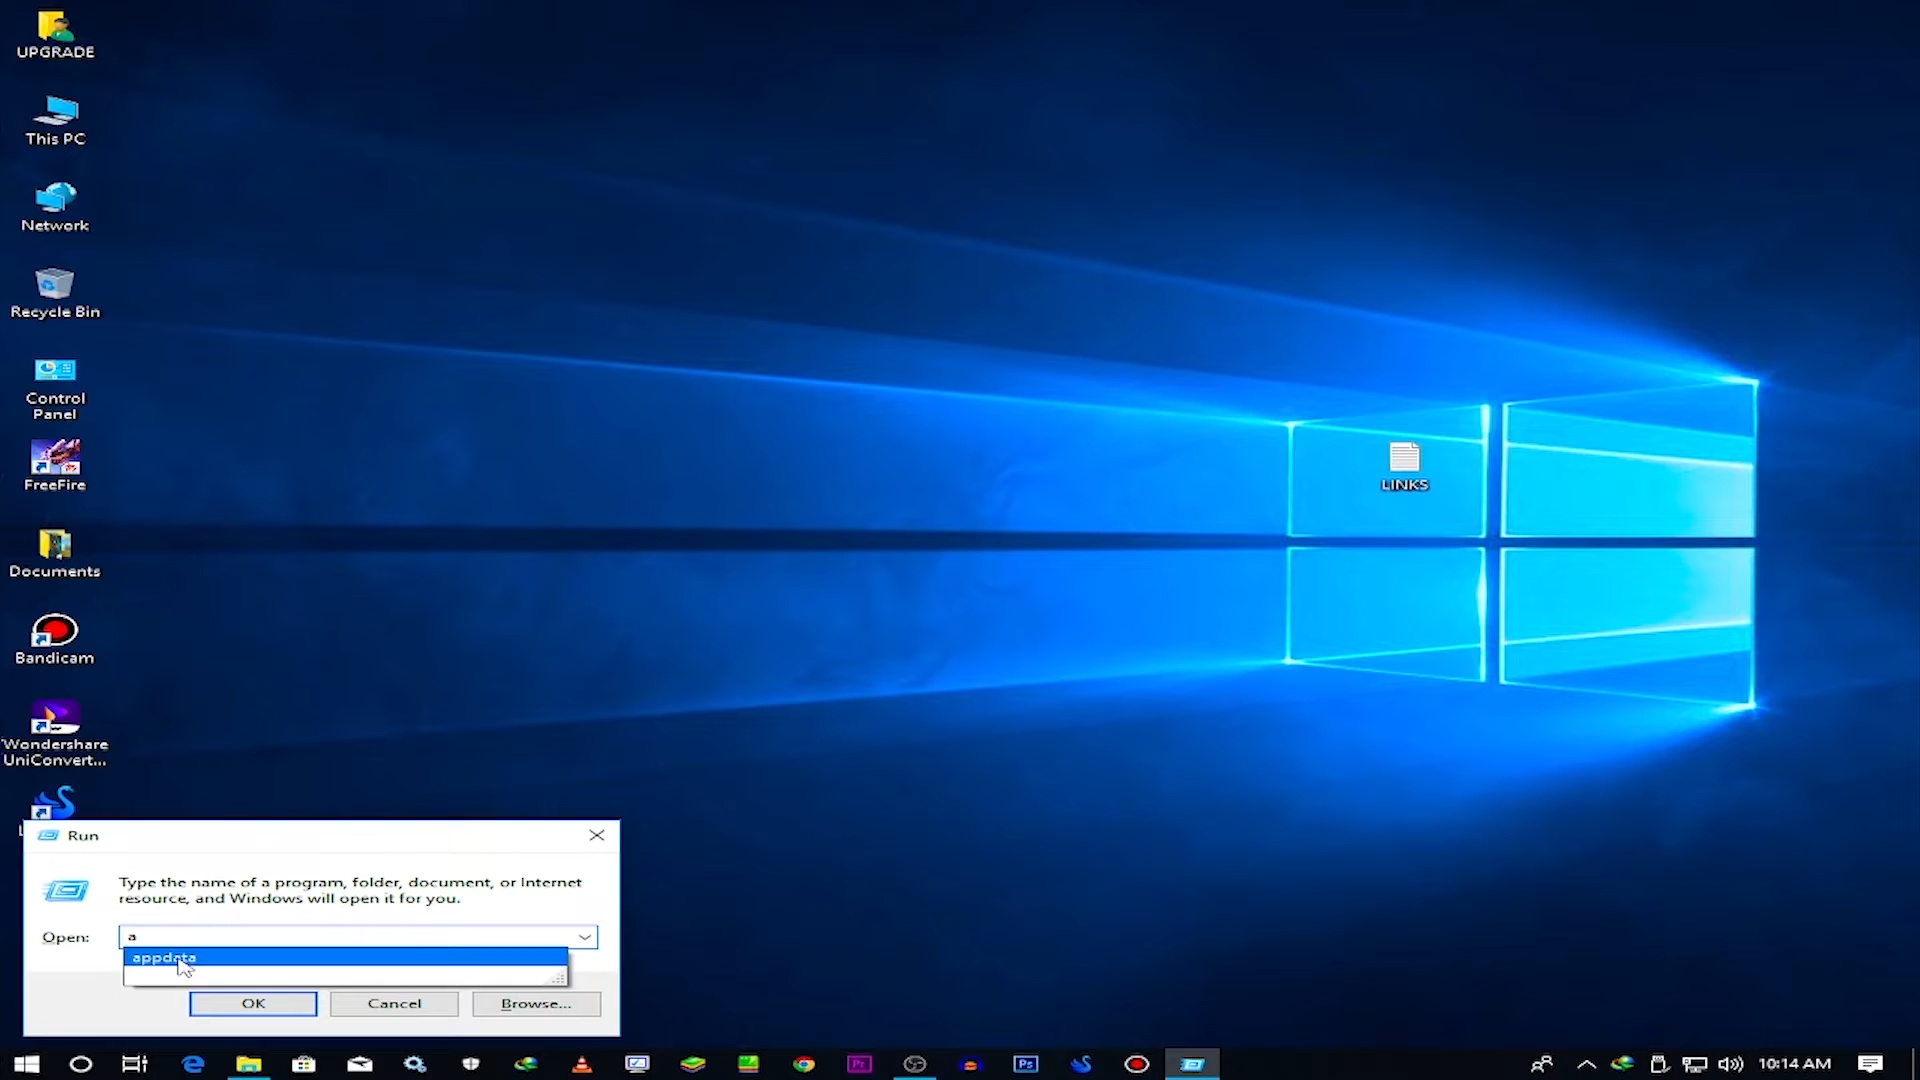 UPGRADE
This PC
Network
Recycle Bin
Control
Panel
FreeFire
Documents
Bandicam
Wondershare
UniConvert...
LINKS
Run
Type the name of a program, folder, document, or Internet
resource, and Windows will open it for you.
Open:
a
appdata
OK
Cancel
Browse...
Pr
Ps
10:14 AM